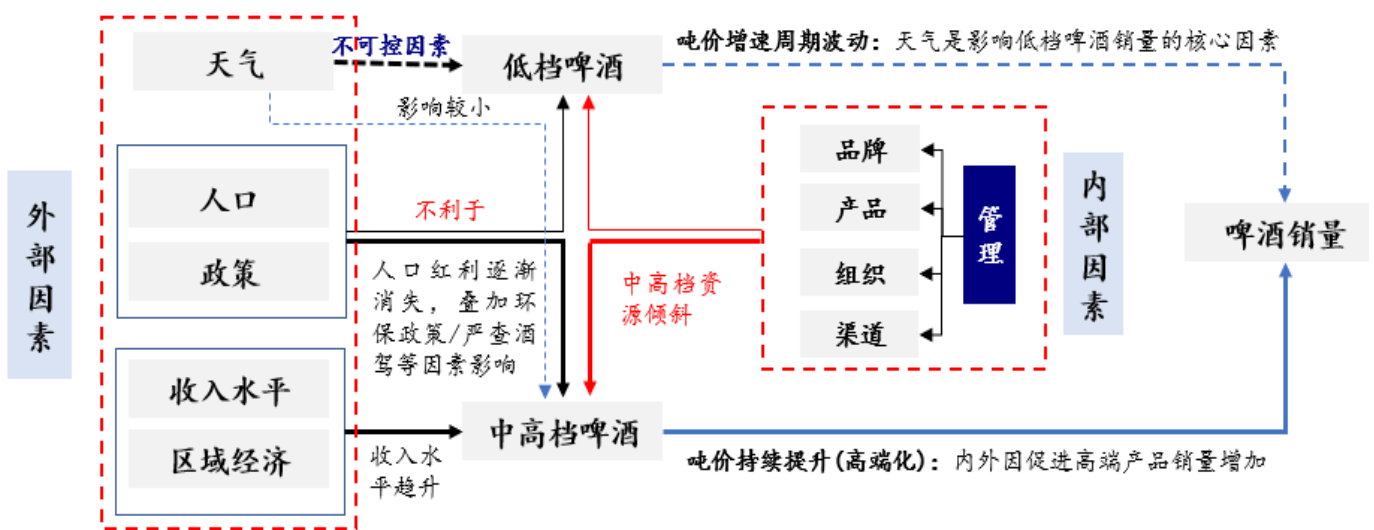 天气
不可控因素
低档啤酒
吨价增速周期波动：天气是影响低档啤酒销量的核心因素
影响较小
外部因素
人口
政策
不利于
人口红利逐渐
消失，叠加环
保政策/严查酒
驾等因素影响
中高档资
源倾斜
品牌
产品
组织
渠道
管理
内部因素
啤酒销量
收入水平
区域经济
收入水
平趋升
中高档啤酒
吨价持续提升(高端化)：内外因促进高端产品销量增加